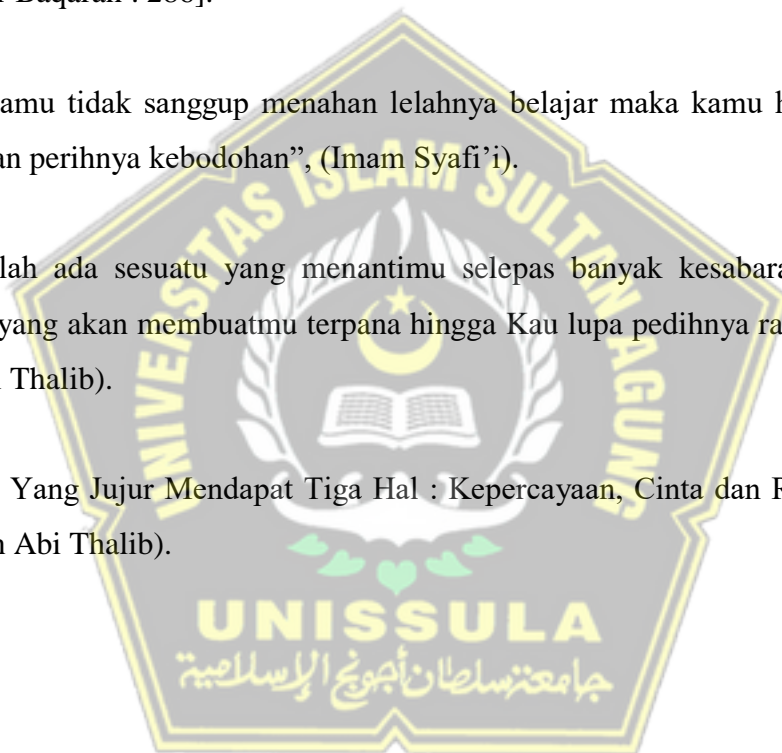 Baqarah : 286].
amu tidak sanggup menahan lelahnya belajar maka kamu h
an perihnya kebodohan”, (Imam Syafi’i).
lah ada sesuatu yang menantimu selepas banyak kesabara
yang akan membuatmu terpana hingga Kau lupa pedihnya ra
Thalib).
Yang Jujur Mendapat Tiga Hal : Kepercayaan, Cinta dan R
Abi Thalib).
UNIVERSITAS ISLAM SULTAN AGUNG
UNISSULA
جامعة سلطان أجونج الإسلامية